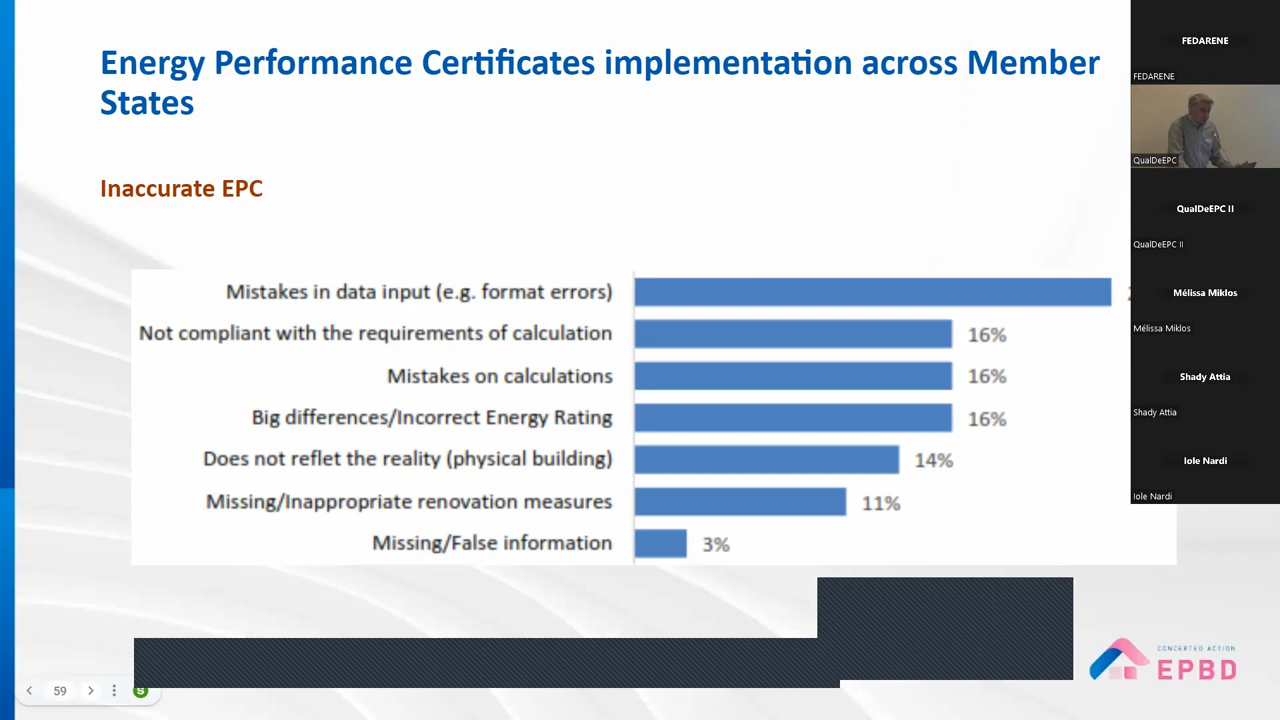 Energy Performance Certificates implementation across Member
States
Inaccurate EPC
Mistakes in data input (e.g. format errors)
Not compliant with the requirements of calculation
16%
Mistakes on calculations
16%
Big differences/Incorrect Energy Rating
16%
Does not reflet the reality (physical building)
14%
Missing/Inappropriate renovation measures
11%
Missing/False information
3%
59
S
CONCERTED ACTION
EPBD
FEDARENE
FEDARENE
QualDeEPC
QualDeEPC II
QualDeEPC II
Mélissa Miklos
Mélissa Miklos
Shady Attia
Shady Attia
Iole Nardi
Iole Nardi